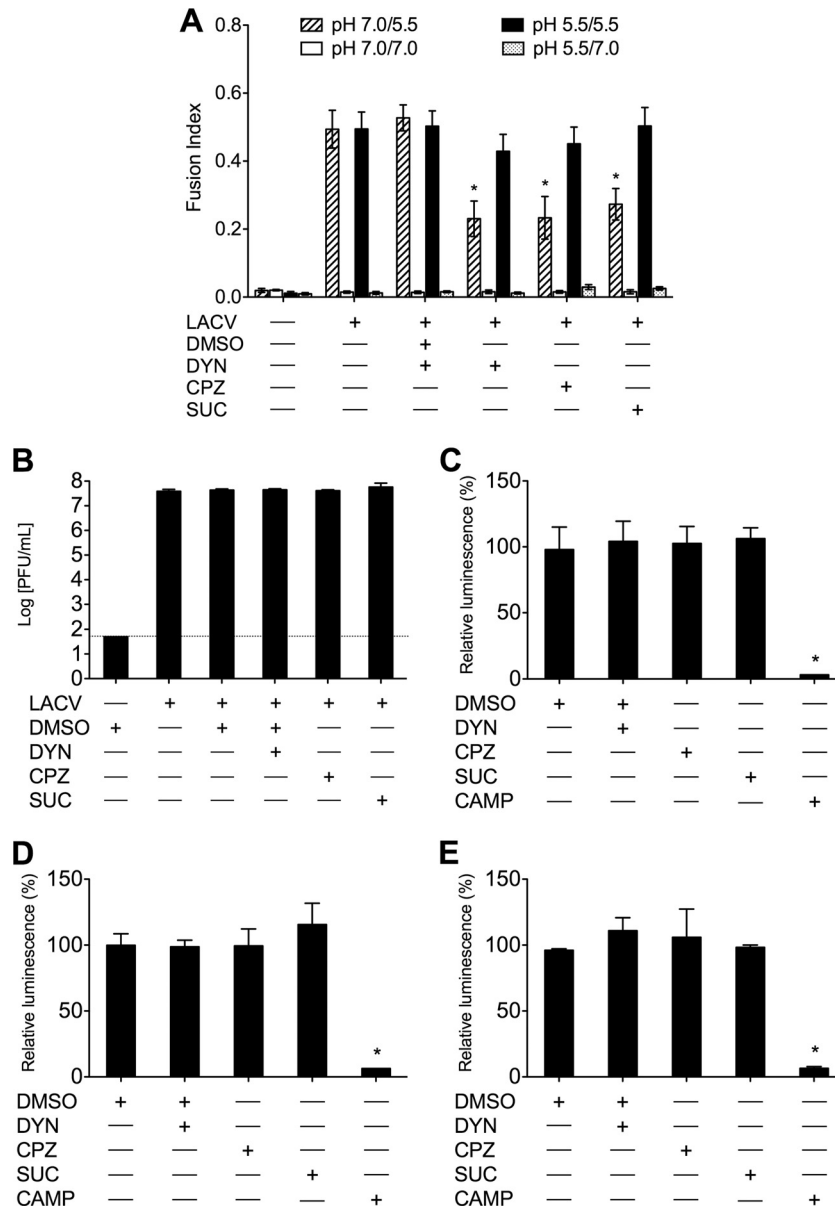 A
pH 7.0/5.5 pH 5.5/5.5
pH 7.0/7.0 pH 5.5/7.0
Fusion Index
0.8
0.6
0.4
0.2
0.0
* * *
LACV — + + + + +
DMSO — — + — — —
DYN — — + + — —
CPZ — — — — + —
SUC — — — — — +
B
Log [PFU/mL]
8
7
6
5
4
3
2
1
0
LACV — + + + + +
DMSO + — + + — —
DYN — — — + — —
CPZ — — — — + —
SUC — — — — — +
C
Relative luminescence (%)
150
100
50
0
*
DMSO + + — — —
DYN — + — — —
CPZ — — + — —
SUC — — — + —
CAMP — — — — +
D
Relative luminescence (%)
150
100
50
0
*
DMSO + + — — —
DYN — + — — —
CPZ — — + — —
SUC — — — + —
CAMP — — — — +
E
Relative luminescence (%)
150
100
50
0
*
DMSO + + — — —
DYN — + — — —
CPZ — — + — —
SUC — — — + —
CAMP — — — — +